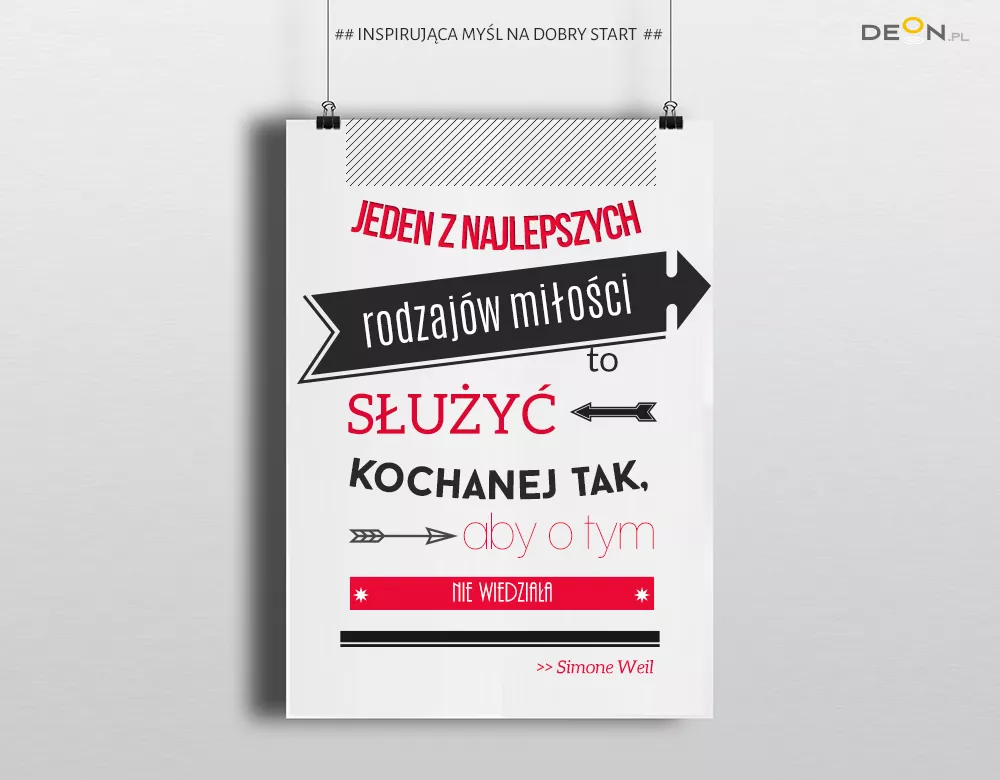 ## INSPIRUJĄCA MYŚL NA DOBRY START ##
DEON.PL
JEDEN Z NAJLEPSZYCH
rodzajów miłości
to
SŁUŻYĆ
KOCHANEJ TAK,
aby o tym
NIE WIEDZIAŁA
>> Simone Weil